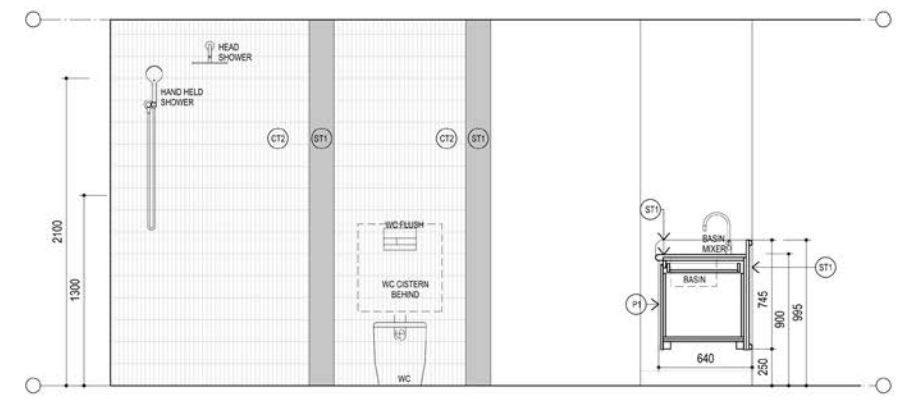 HEAD
SHOWER
HAND HELD
SHOWER
CT2
ST1
CT2
ST1
2100
1300
WC FLUSH
WC CISTERN
BEHIND
WC
ST1
BASIN
MIXER
BASIN
ST1
P1
745
900
995
640
250